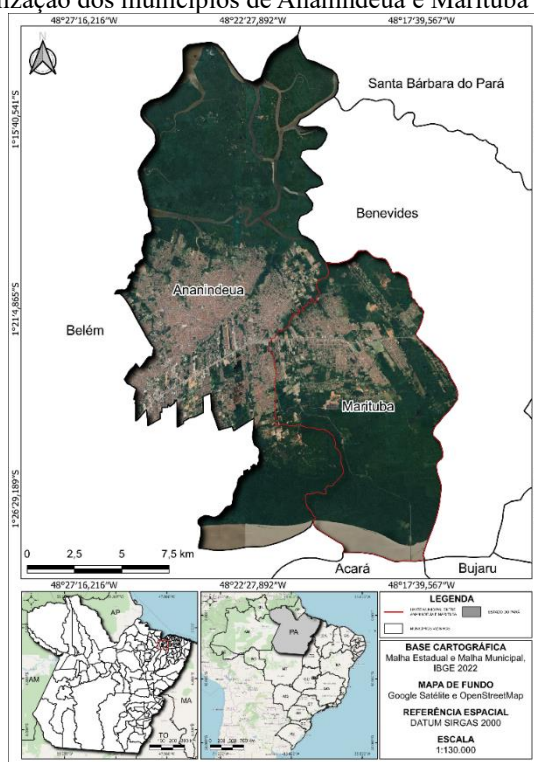 ização dos municípios de Ananindeua e Marituba
48°27'16,216"W 48°22'27,892"W 48°17'39,567"W
1°15'40,541"S
Santa Bárbara do Pará
Benevides
1°21'4,865"S
Ananindeua
Belém
Marituba
1°26'29,189"S
0 2,5 5 7,5 km
Acará
Bujaru
48°27'16,216"W 48°22'27,892"W 48°17'39,567"W
AP
AM
MA
TO
PA
LEGENDA
ESTADO DO PARÁ
BASE CARTOGRÁFICA
Malha Estadual e Malha Municipal,
IBGE 2022
MAPA DE FUNDO
Google Satélite e OpenStreetMap
REFERÊNCIA ESPACIAL
DATUM SIRGAS 2000
ESCALA
1:130.000